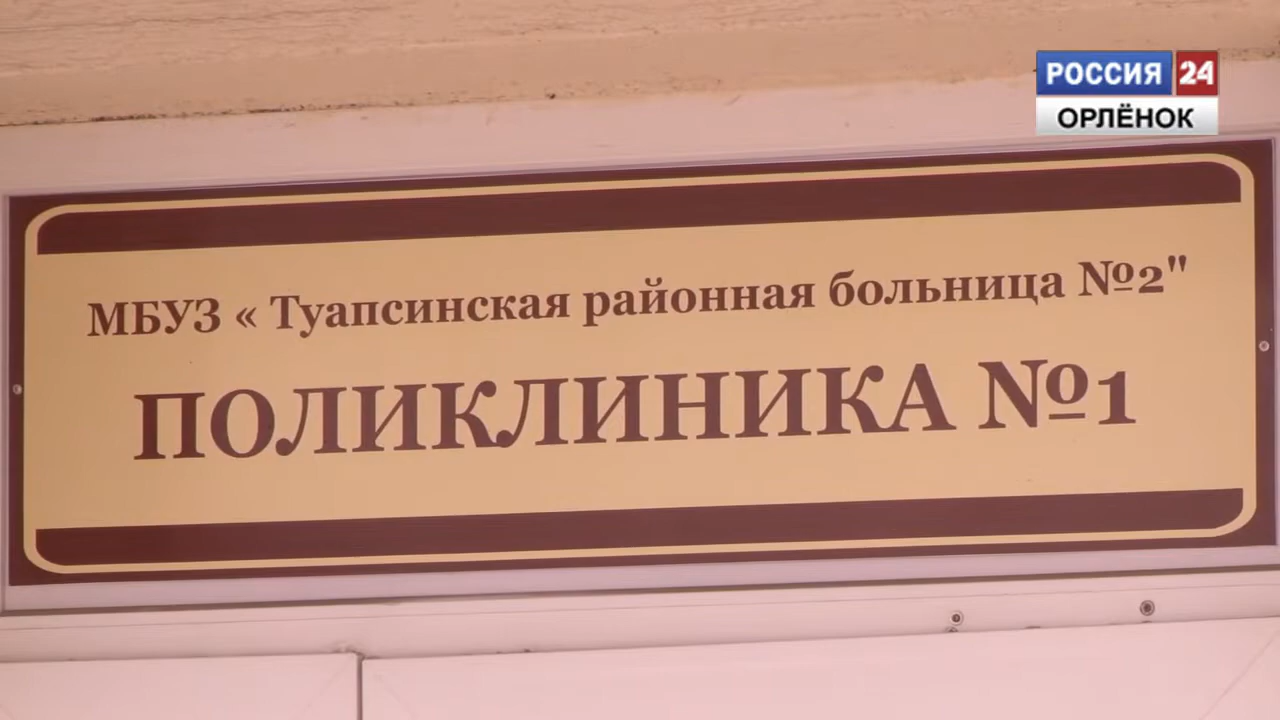 РОССИЯ 24
ОРЛЁНОК
МБУЗ « Туапсинская районная больница №2"
ПОЛИКЛИНИКА №1